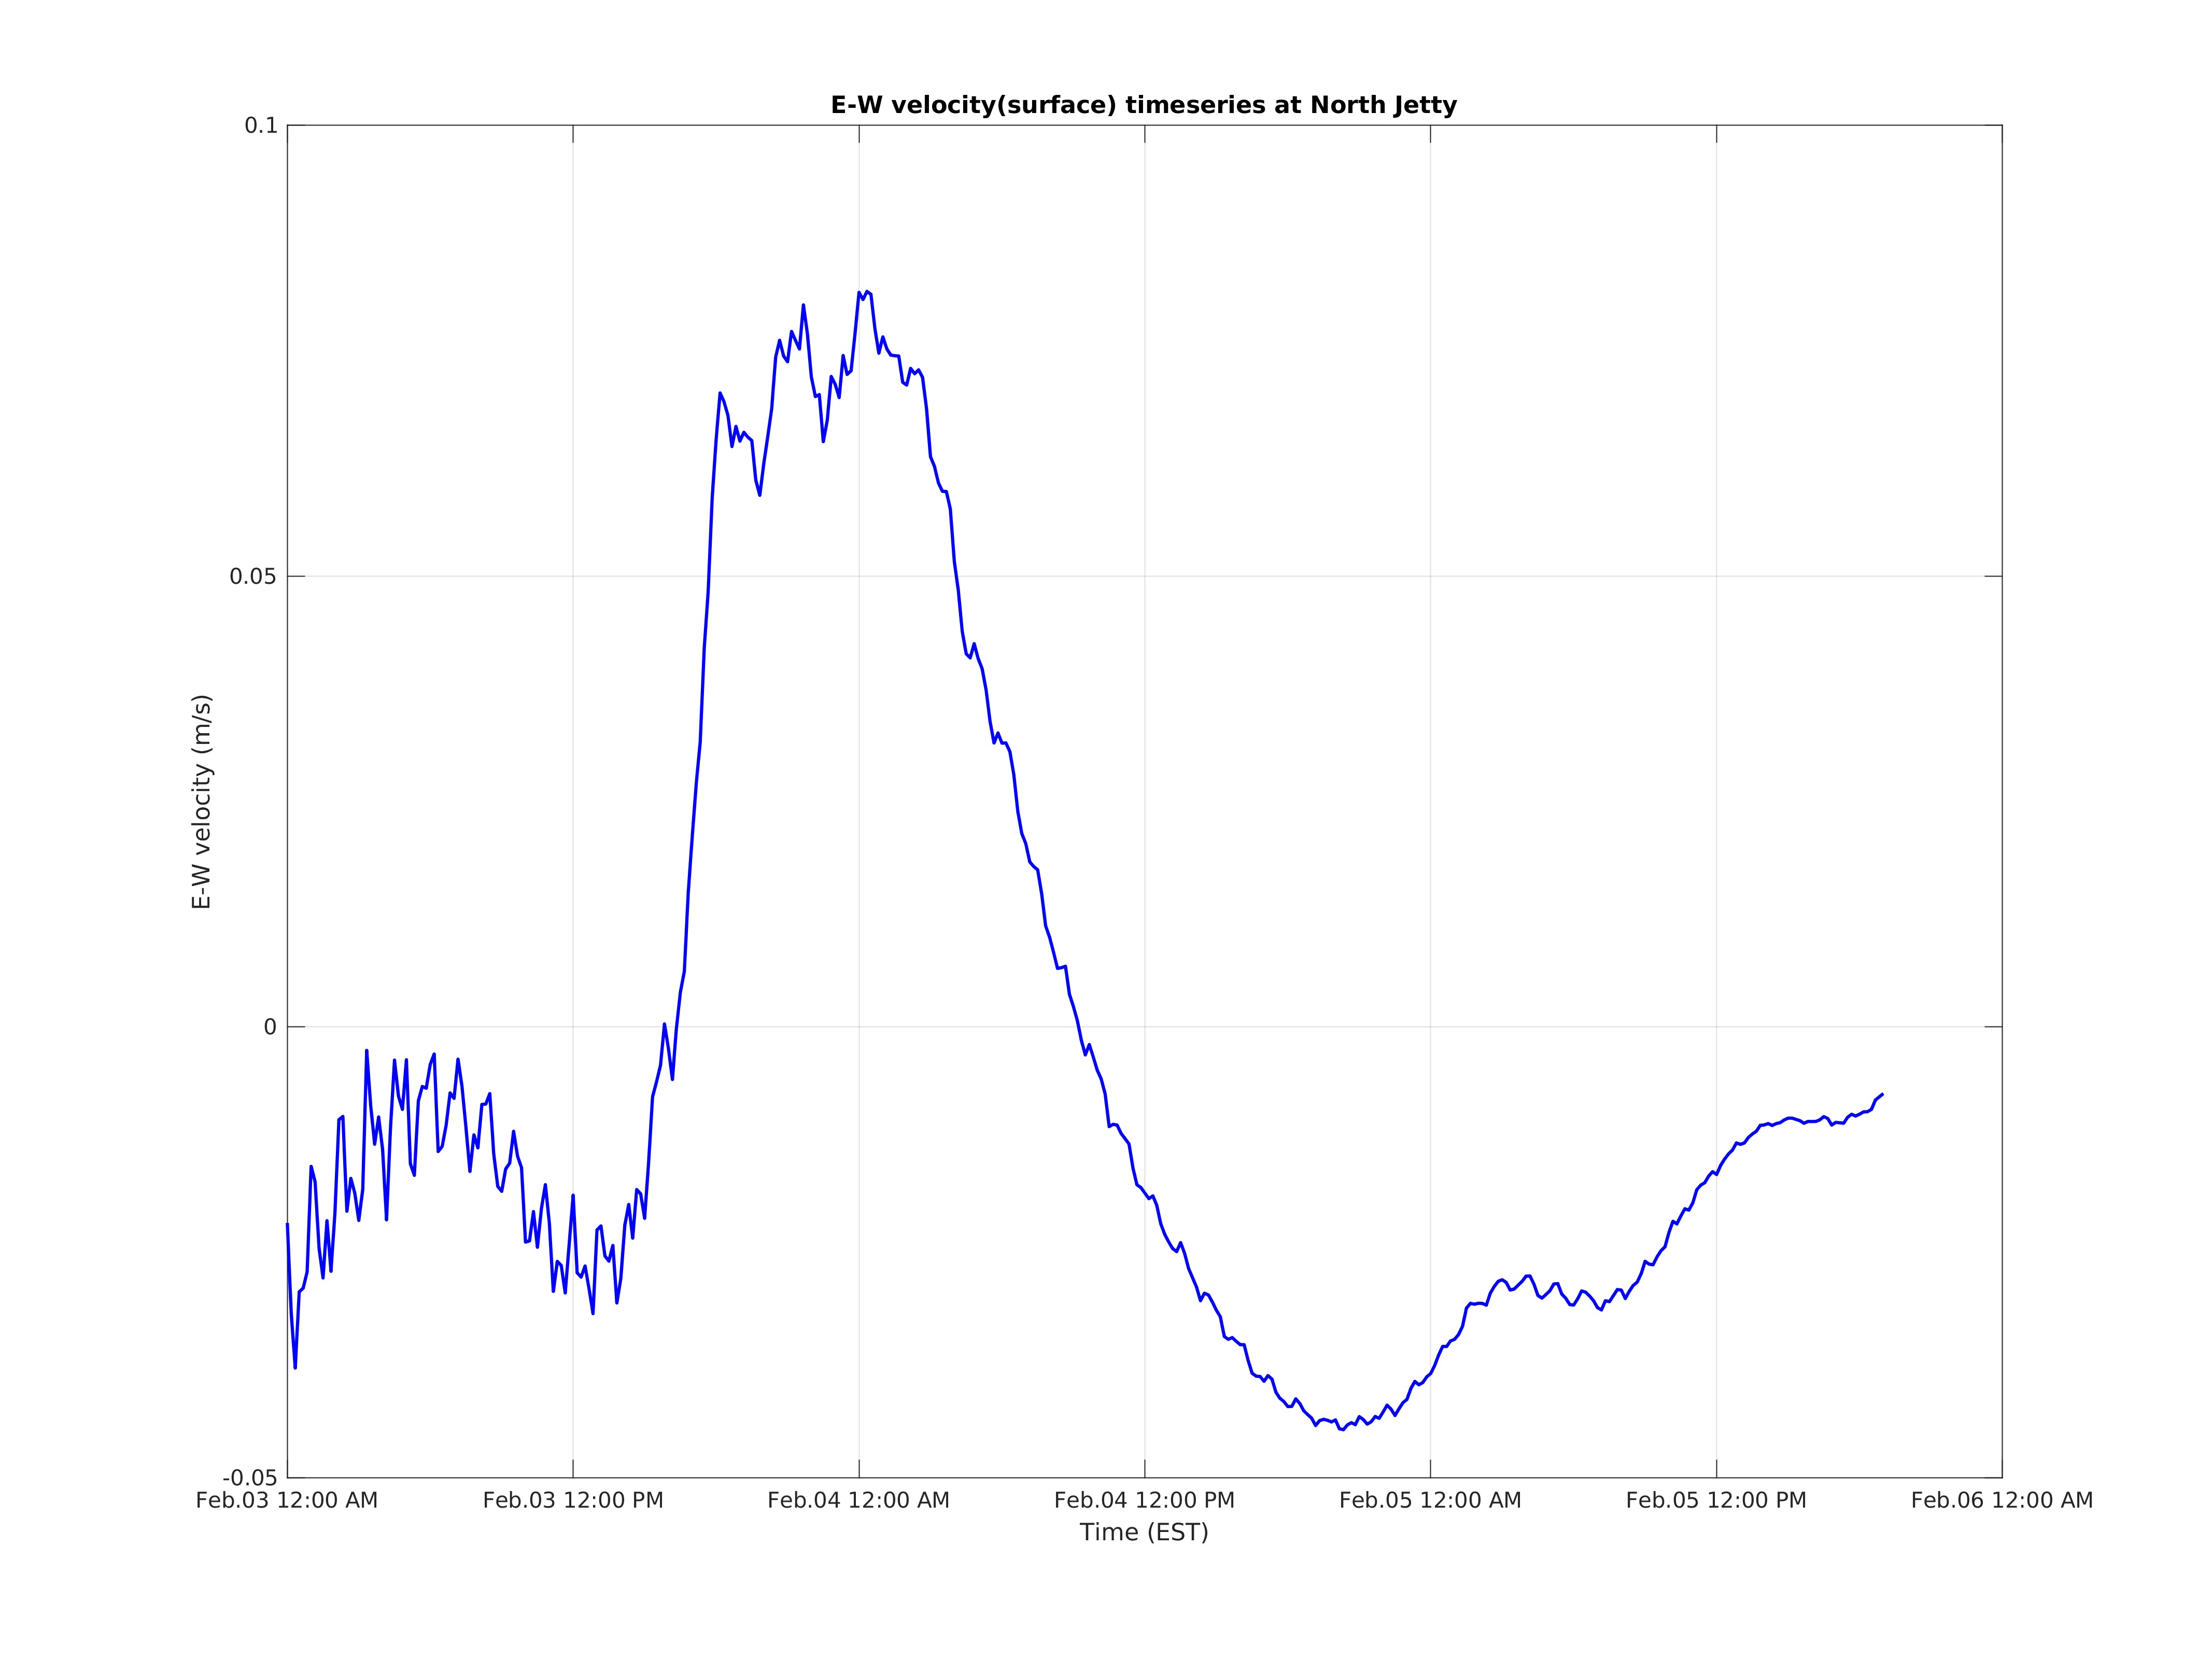 E-W velocity(surface) timeseries at North Jetty
0.1
0.05
0
-0.05
E-W velocity (m/s)
Feb.03 12:00 AM Feb.03 12:00 PM Feb.04 12:00 AM Feb.04 12:00 PM Feb.05 12:00 AM Feb.05 12:00 PM Feb.06 12:00 AM
Time (EST)